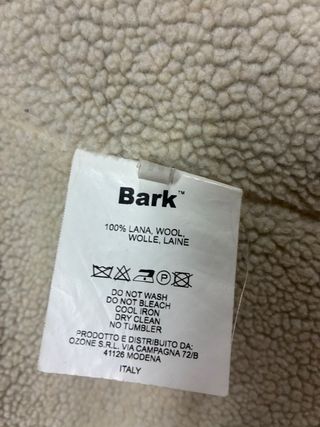 Bark™
100% LANA, WOOL,
WOLLE, LAINE
P
DO NOT WASH
DO NOT BLEACH
COOL IRON
DRY CLEAN
NO TUMBLER
PRODOTTO E DISTRIBUITO DA:
OZONE S.R.L. VIA CAMPAGNA 72/B
41126 MODENA
ITALY